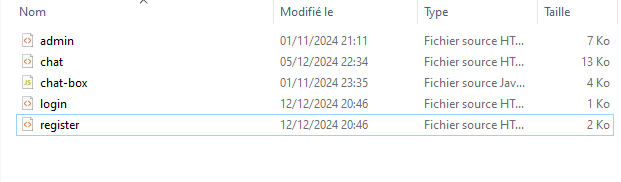 Nom Modifié le Type Taille
admin 01/11/2024 21:11 Fichier source HT... 7 Ko
chat 05/12/2024 22:34 Fichier source HT... 13 Ko
JS chat-box 01/11/2024 23:35 Fichier source Jav... 4 Ko
login 12/12/2024 20:46 Fichier source HT... 1 Ko
register 12/12/2024 20:46 Fichier source HT... 2 Ko